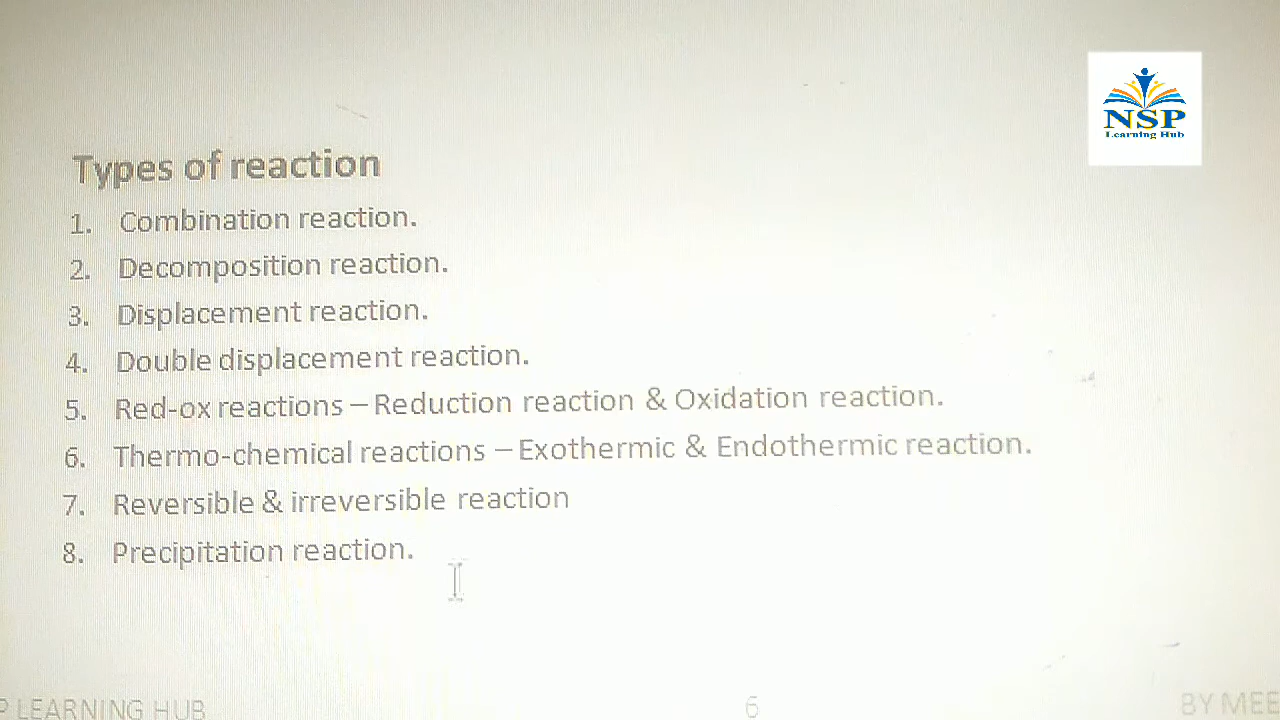 NSP
Learning Hub
Types of reaction
1. Combination reaction.
2. Decomposition reaction.
3. Displacement reaction.
4. Double displacement reaction.
5. Red-ox reactions – Reduction reaction & Oxidation reaction.
6. Thermo-chemical reactions – Exothermic & Endothermic reaction.
7. Reversible & irreversible reaction
8. Precipitation reaction.
P LEARNING HUB 6 BY MEE